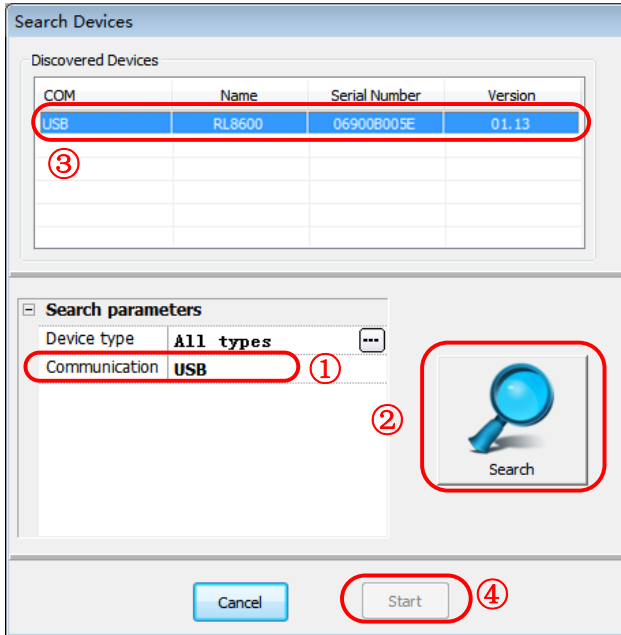 Search Devices
Discovered Devices
COM Name Serial Number Version
USB RL8600 06900B005E 01.13
③
Search parameters
Device type All types ...
Communication USB ①
②
Search
Cancel Start ④